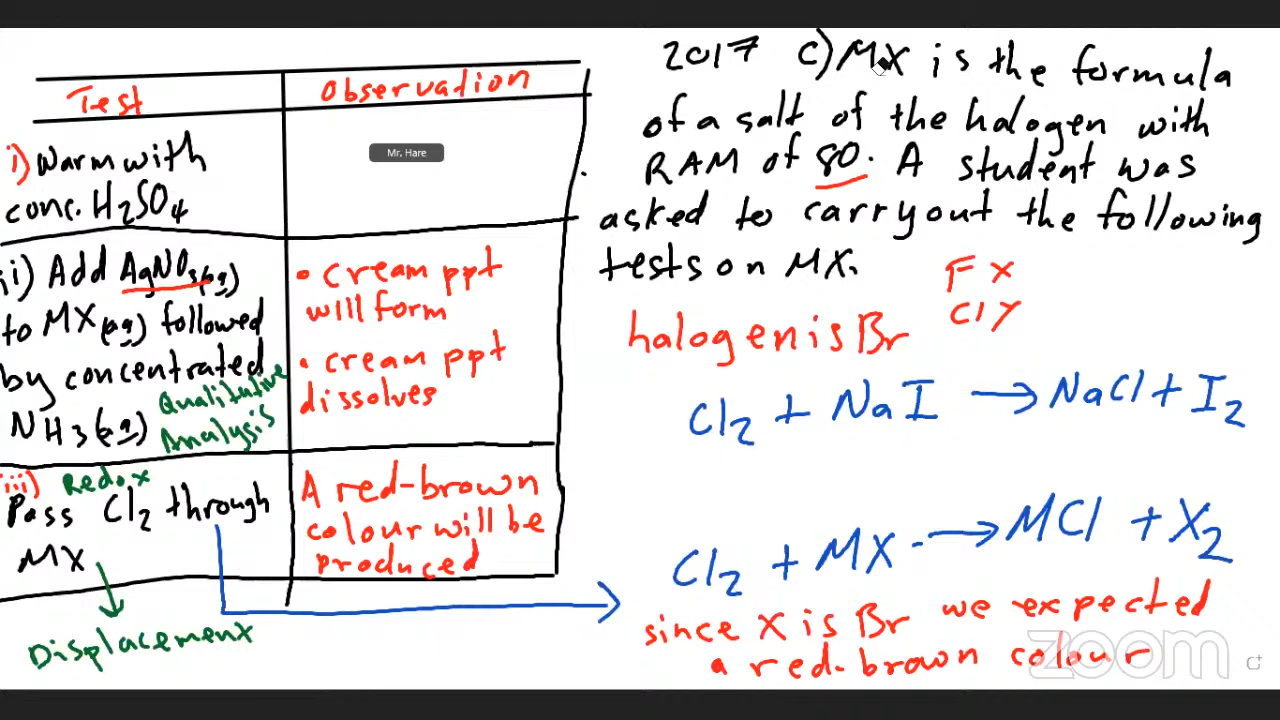 Test
Observation
i) Warm with
conc. H2SO4
Mr. Hare
ii) Add AgNO3(aq)
to MX(aq) followed
by concentrated
NH3(aq)
Qualitative
Analysis
• cream ppt
will form
• cream ppt
dissolves
iii) Redox
Pass Cl2 through
MX
Displacement
A red-brown
colour will be
produced
2017 c) MX is the formula
of a salt of the halogen with
RAM of 80. A student was
asked to carryout the following
tests on MX.
F x
Cl y
halogen is Br
Cl2 + NaI → NaCl + I2
Cl2 + MX → MCl + X2
since X is Br we expected
a red-brown colour
zoom